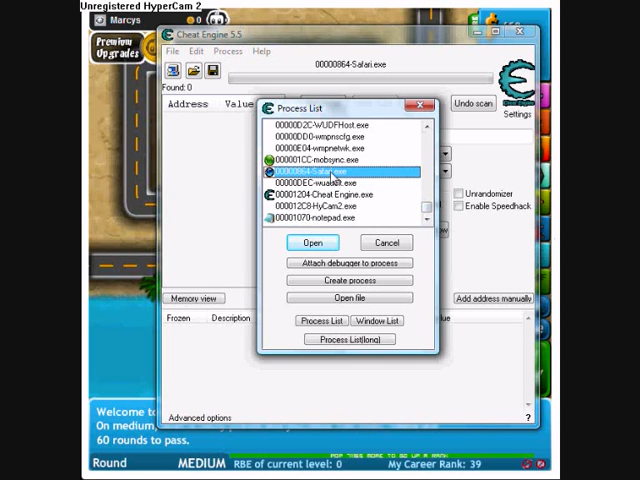 Unregistered HyperCam 2
Marcys
0
Premium
Upgrades
Cheat Engine 5.5
File Edit Process Help
00000864-Safari.exe
Found: 0
Address Value
Undo scan
Settings
Process List
00000D2C-WUDFHost.exe
00000DD0-wmpnscfg.exe
00000E04-wmpnetwk.exe
000001CC-mobsync.exe
00000864-Safari.exe
00001204-Cheat Engine.exe
000012C8-HyCam2.exe
00001070-notepad.exe
Unrandomizer
Enable Speedhack
Open Cancel
Attach debugger to process
Create process
Open file
Memory view
Add address manually
Process List Window List
Process List(long)
Frozen Description
Advanced options ?
Welcome to
On medium,
60 rounds to pass.
Round MEDIUM RBE of current level: 0 My Career Rank: 39